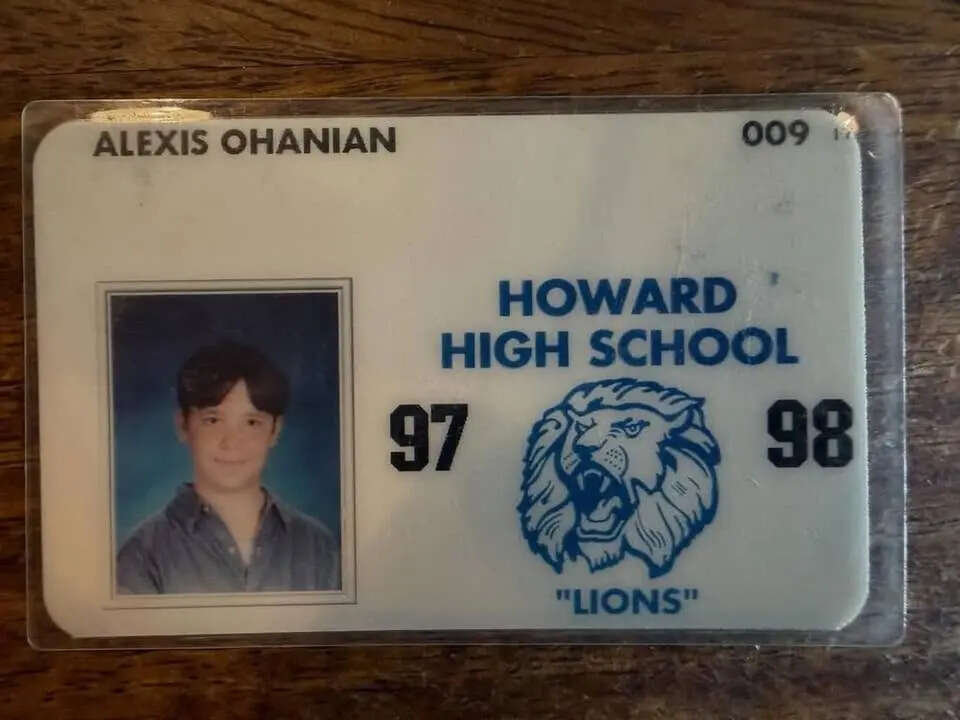 ALEXIS OHANIAN 009
HOWARD
HIGH SCHOOL
97 98
"LIONS"